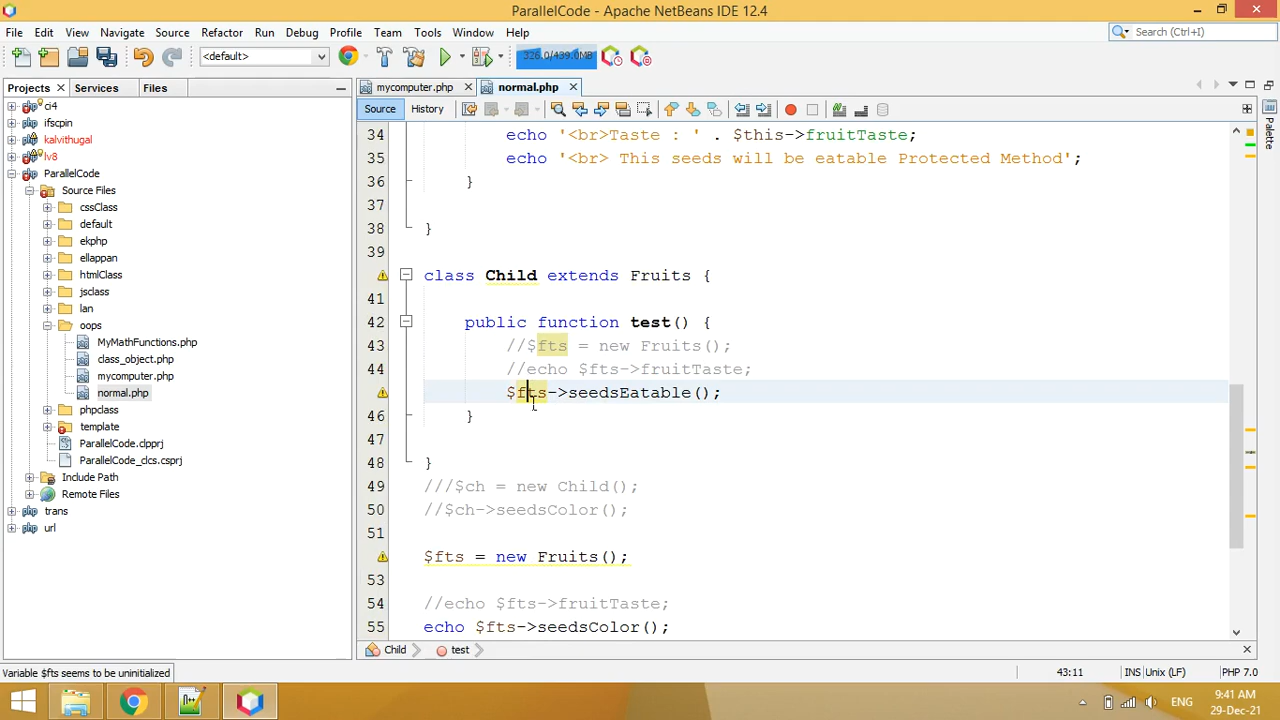 ParallelCode - Apache NetBeans IDE 12.4
File Edit View Navigate Source Refactor Run Debug Profile Team Tools Window Help
Search (Ctrl+I)
<default>
326.0/439.0MB
Projects
Services
Files
mycomputer.php
normal.php
Source
History
Palette
ci4
ifscpin
kalvithugal
lv8
ParallelCode
Source Files
cssClass
default
ekphp
ellappan
htmlClass
jsclass
lan
oops
MyMathFunctions.php
class_object.php
mycomputer.php
normal.php
phpclass
template
ParallelCode.clpprj
ParallelCode_clcs.csprj
Include Path
Remote Files
trans
url
34 echo '<br>Taste : ' . $this->fruitTaste;
35 echo '<br> This seeds will be eatable Protected Method';
36 }
37
38 }
39
class Child extends Fruits {
41
42 public function test() {
43 //$fts = new Fruits();
44 //echo $fts->fruitTaste;
$fts->seedsEatable();
46 }
47
48 }
49 ///$ch = new Child();
50 //$ch->seedsColor();
51
$fts = new Fruits();
53
54 //echo $fts->fruitTaste;
55 echo $fts->seedsColor();
Child
test
Variable $fts seems to be uninitialized
43:11
INS
Unix (LF)
PHP 7.0
ENG
9:41 AM
29-Dec-21